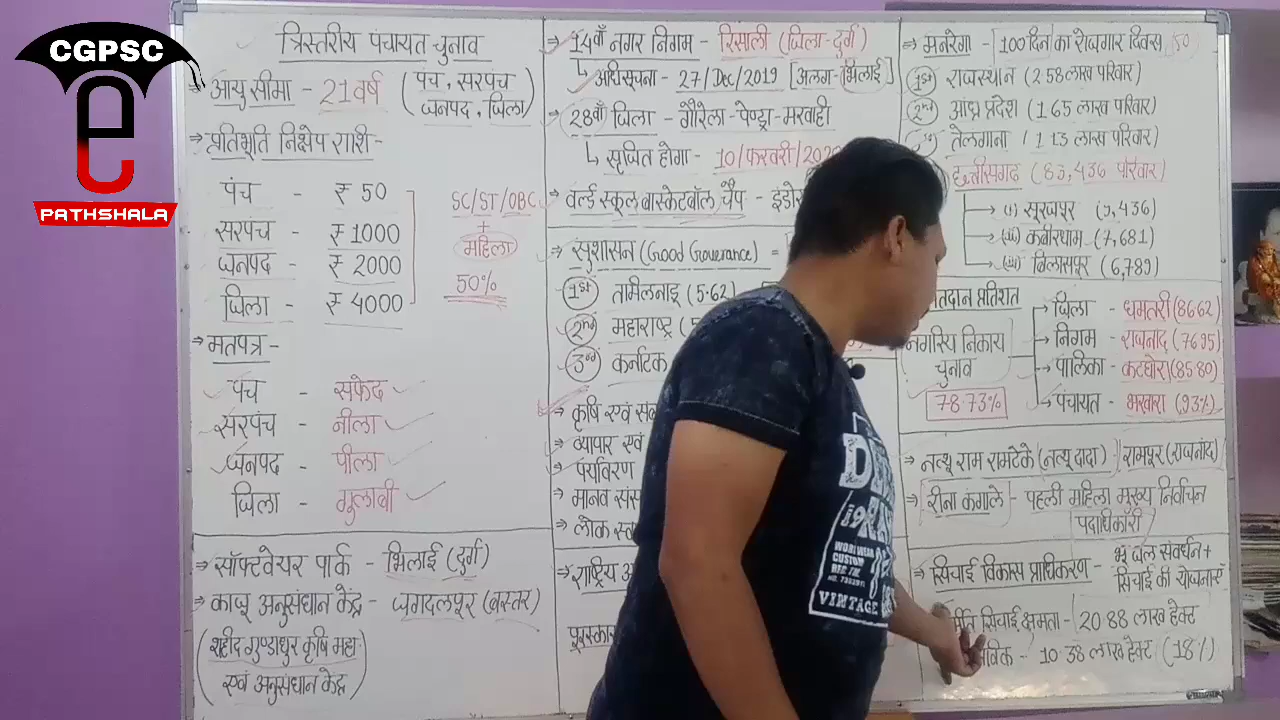 CGPSC
e
PATHSHALA
त्रिस्तरीय पंचायत चुनाव
→ आयु सीमा - 21 वर्ष (पंच, सरपंच
जनपद, जिला)
→ प्रतिभूति निक्षेप राशि-
पंच - ₹ 50
सरपंच - ₹ 1000
जनपद - ₹ 2000
जिला - ₹ 4000
SC/ST/OBC
+
महिला
50%
→ मतपत्र-
पंच - सफेद
सरपंच - नीला
जनपद - पीला
जिला - गुलाबी
→ सॉफ्टवेयर पार्क - भिलाई (दुर्ग)
→ काजू अनुसंधान केंद्र - जगदलपुर (बस्तर)
(शहीद गुण्डाधुर कृषि महा.
एवं अनुसंधान केंद्र)
→ 14वाँ नगर निगम - रिसाली (जिला-दुर्ग)
अधिसूचना - 27/Dec/2019 [अलग-भिलाई]
→ 28वाँ जिला - गौरेला-पेण्ड्रा-मरवाही
सृजित होगा - 10/फरवरी/2020
→ वर्ल्ड स्कूल बास्केटबॉल चैंप -
→ सुशासन (Good Gouerance) =
1st तामिलनाडू (5.62)
2nd महाराष्ट्र
3rd कर्नाटक
→ कृषि एवं
→ व्यापार एवं
→ पर्यावरण
→ मानव
→ लोक
→ राष्ट्रीय
→ मनरेगा - 100 दिन का रोजगार दिवस
1st राजस्थान (2.58 लाख परिवार)
2nd आंध्र प्रदेश (1.65 लाख परिवार)
तेलंगाना (1.13 लाख परिवार)
छत्तीसगढ़ (83,436 परिवार)
→ (i) सूरजपुर (9,436)
→ (ii) कबीरधाम (7,681)
→ (iii) बिलासपुर (6,789)
मतदान प्रतिशत
नगरीय निकाय
चुनाव
78.73%
→ जिला - धमतरी (86.62)
→ निगम - राजनांद (76.95)
→ पालिका - कटघोरा (85.80)
→ पंचायत - भखारा (93%)
→ नत्थू राम रामटेके (नत्थू दादा) - रामपुर (राजनांद)
→ रीना कंगाले - पहली महिला मुख्य निर्वाचन
पदाधिकारी
→ सिंचाई विकास प्राधिकरण - भू जल संवर्धन +
सिंचाई की योजनाएँ
सिंचाई क्षमता - 20.88 लाख हेक्ट
10.38 लाख हेक्ट (18%)
VINTAGE